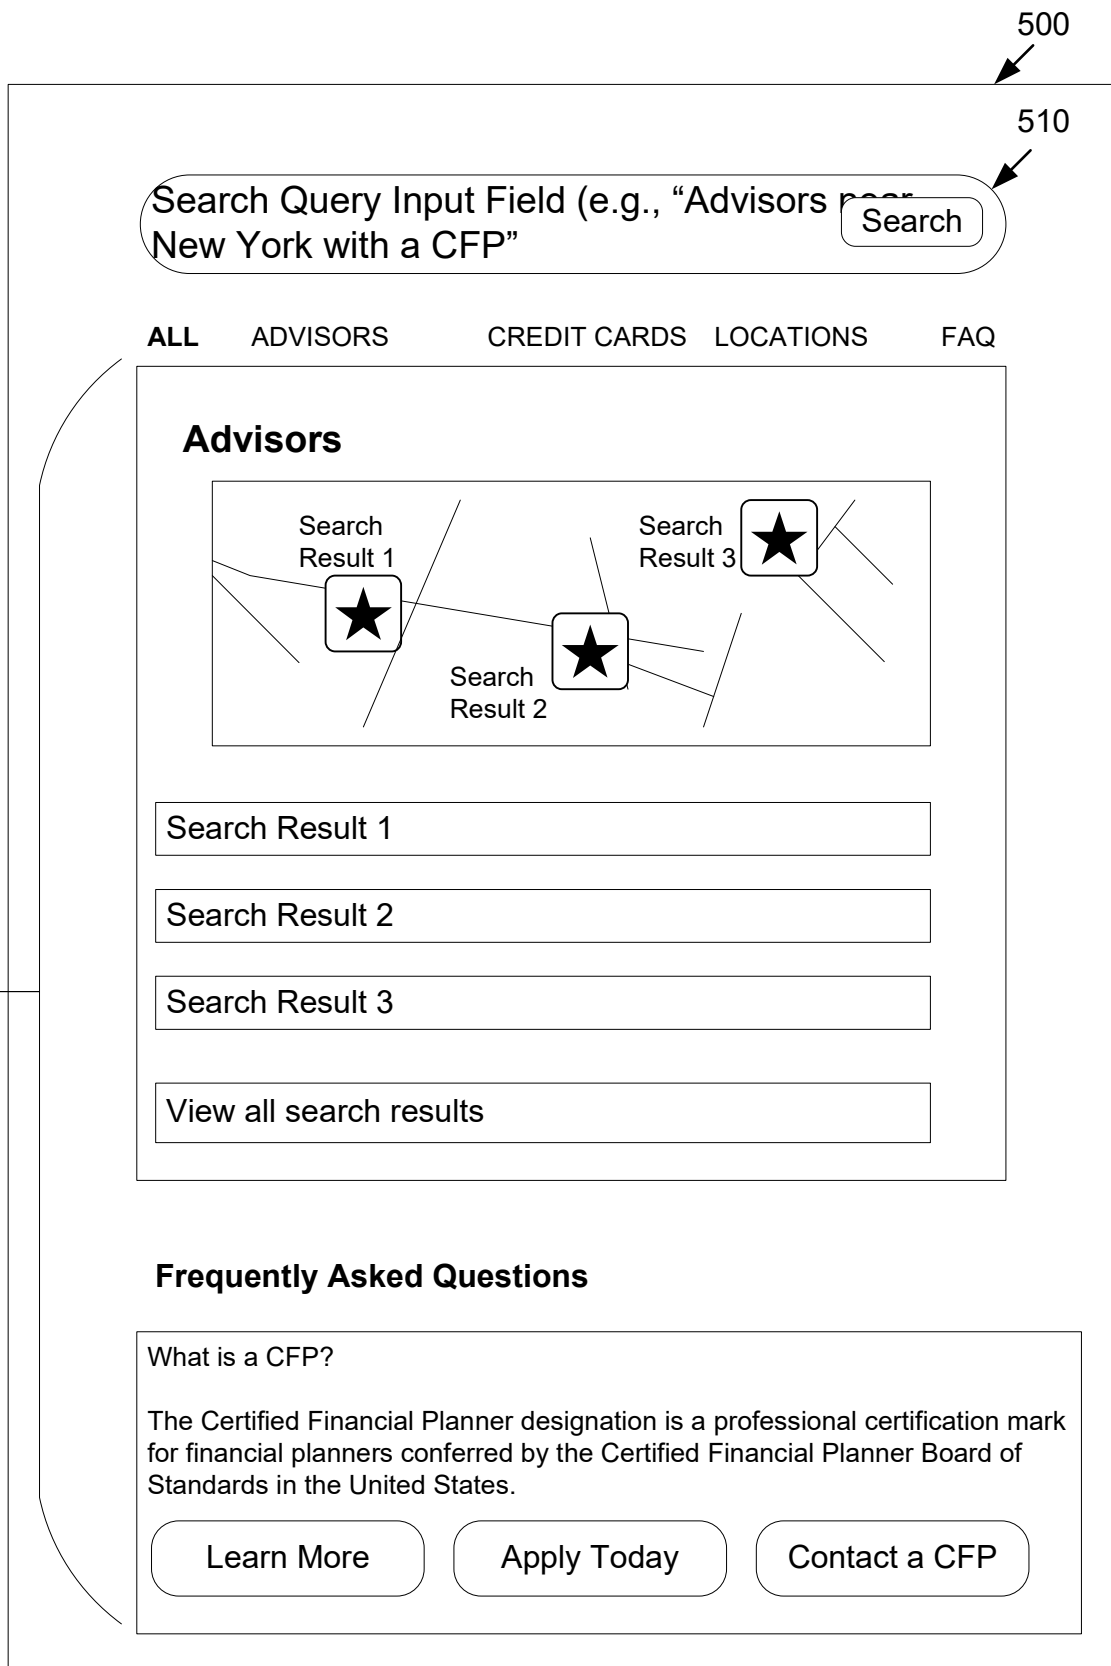 500
510
Search Query Input Field (e.g., “Advisors near
New York with a CFP”
Search
ALL ADVISORS CREDIT CARDS LOCATIONS FAQ
Advisors
Search
Result 1
Search
Result 3
Search
Result 2
Search Result 1
Search Result 2
Search Result 3
View all search results
Frequently Asked Questions
What is a CFP?
The Certified Financial Planner designation is a professional certification mark
for financial planners conferred by the Certified Financial Planner Board of
Standards in the United States.
Learn More Apply Today Contact a CFP